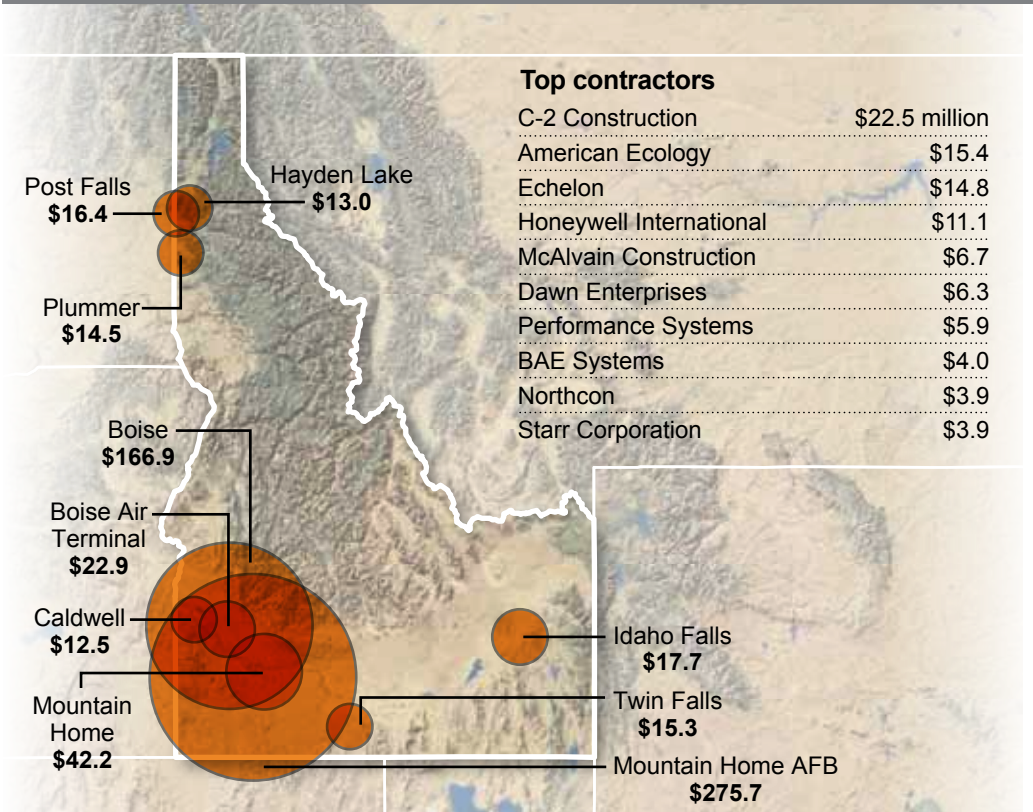 Top contractors
C-2 Construction $22.5 million
American Ecology $15.4
Echelon $14.8
Honeywell International $11.1
McAlvain Construction $6.7
Dawn Enterprises $6.3
Performance Systems $5.9
BAE Systems $4.0
Northcon $3.9
Starr Corporation $3.9
Post Falls
$16.4
Hayden Lake
$13.0
Plummer
$14.5
Boise
$166.9
Boise Air
Terminal
$22.9
Caldwell
$12.5
Mountain
Home
$42.2
Idaho Falls
$17.7
Twin Falls
$15.3
Mountain Home AFB
$275.7